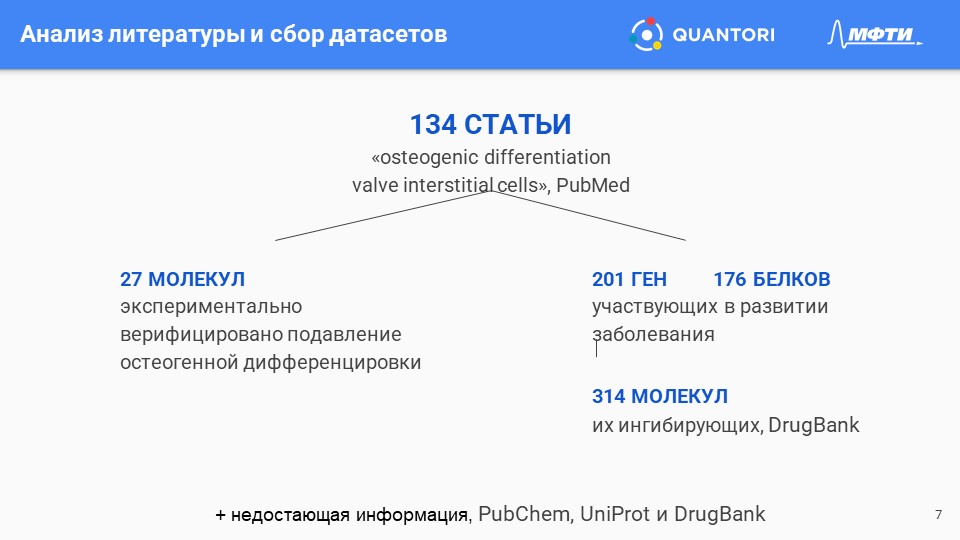 Анализ литературы и сбор датасетов
QUANTORI
МФТИ
134 СТАТЬИ
«osteogenic differentiation
valve interstitial cells», PubMed
27 МОЛЕКУЛ
экспериментально
верифицировано подавление
остеогенной дифференцировки
201 ГЕН 176 БЕЛКОВ
участвующих в развитии
заболевания
314 МОЛЕКУЛ
их ингибирующих, DrugBank
+ недостающая информация, PubChem, UniProt и DrugBank
7